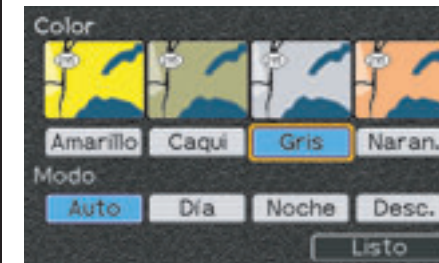 Color
Amarillo Caqui Gris Naran.
Modo
Auto Día Noche Desc.
Listo